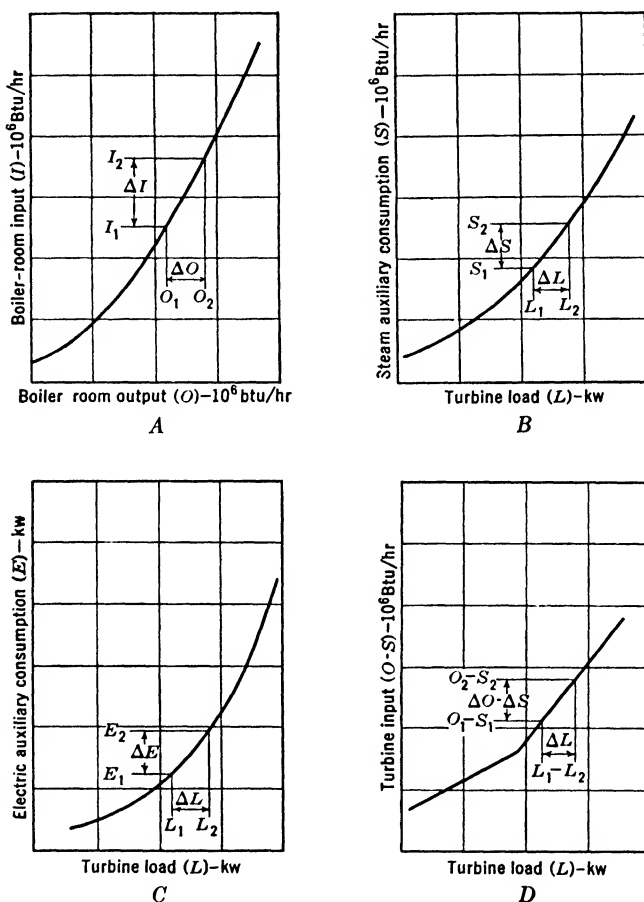 Boiler-room input (I)–10⁶Btu/hr
I₂
ΔI
I₁
ΔO
O₁ O₂
Boiler room output (O)–10⁶ btu/hr
A
Steam auxiliary consumption (S)–10⁶Btu/hr
S₂
ΔS
S₁
ΔL
L₁ L₂
Turbine load (L)–kw
B
Electric auxiliary consumption (E)–kw
E₂
ΔE
E₁
ΔL
L₁ L₂
Turbine load (L)–kw
C
Turbine input (O-S)–10⁶Btu/hr
O₂–S₂
ΔO-ΔS
O₁–S₁
ΔL
L₁–L₂
Turbine load (L)–kw
D